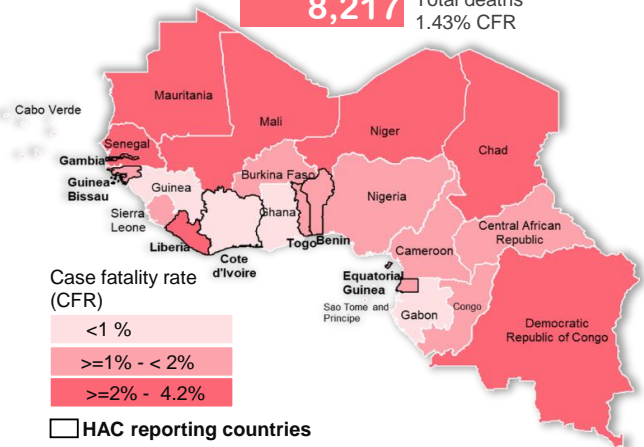 8,217
Total deaths
1.43% CFR
Mauritania
Cabo Verde
Mali
Niger
Chad
Senegal
Gambia
Guinea
Bissau
Guinea
Burkina Faso
Nigeria
Sierra
Leone
Ghana
Central African
Republic
Liberia
Cote
d'Ivoire
Togo
Benin
Cameroon
Equatorial
Guinea
Sao Tome and
Principe
Gabon
Congo
Democratic
Republic of Congo
Case fatality rate
(CFR)
<1 %
>=1% - < 2%
>=2% - 4.2%
HAC reporting countries